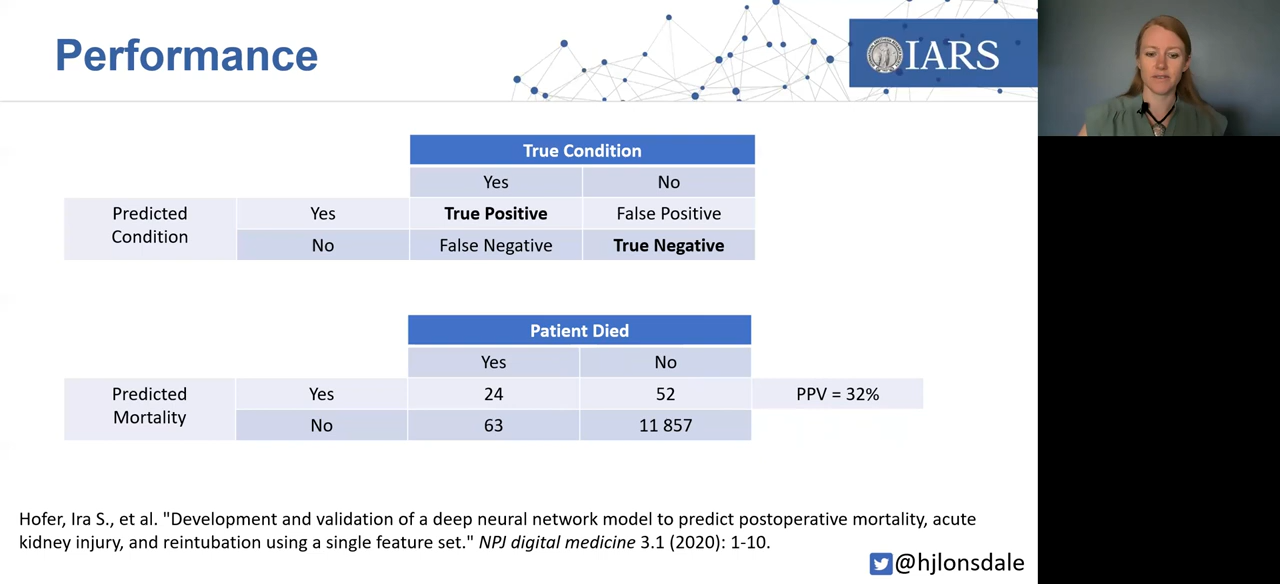 Performance
IARS
True Condition
Yes No
Predicted Condition Yes True Positive False Positive
No False Negative True Negative
Patient Died
Yes No
Predicted Mortality Yes 24 52 PPV = 32%
No 63 11 857
Hofer, Ira S., et al. "Development and validation of a deep neural network model to predict postoperative mortality, acute
kidney injury, and reintubation using a single feature set." NPJ digital medicine 3.1 (2020): 1-10.
@hjlonsdale